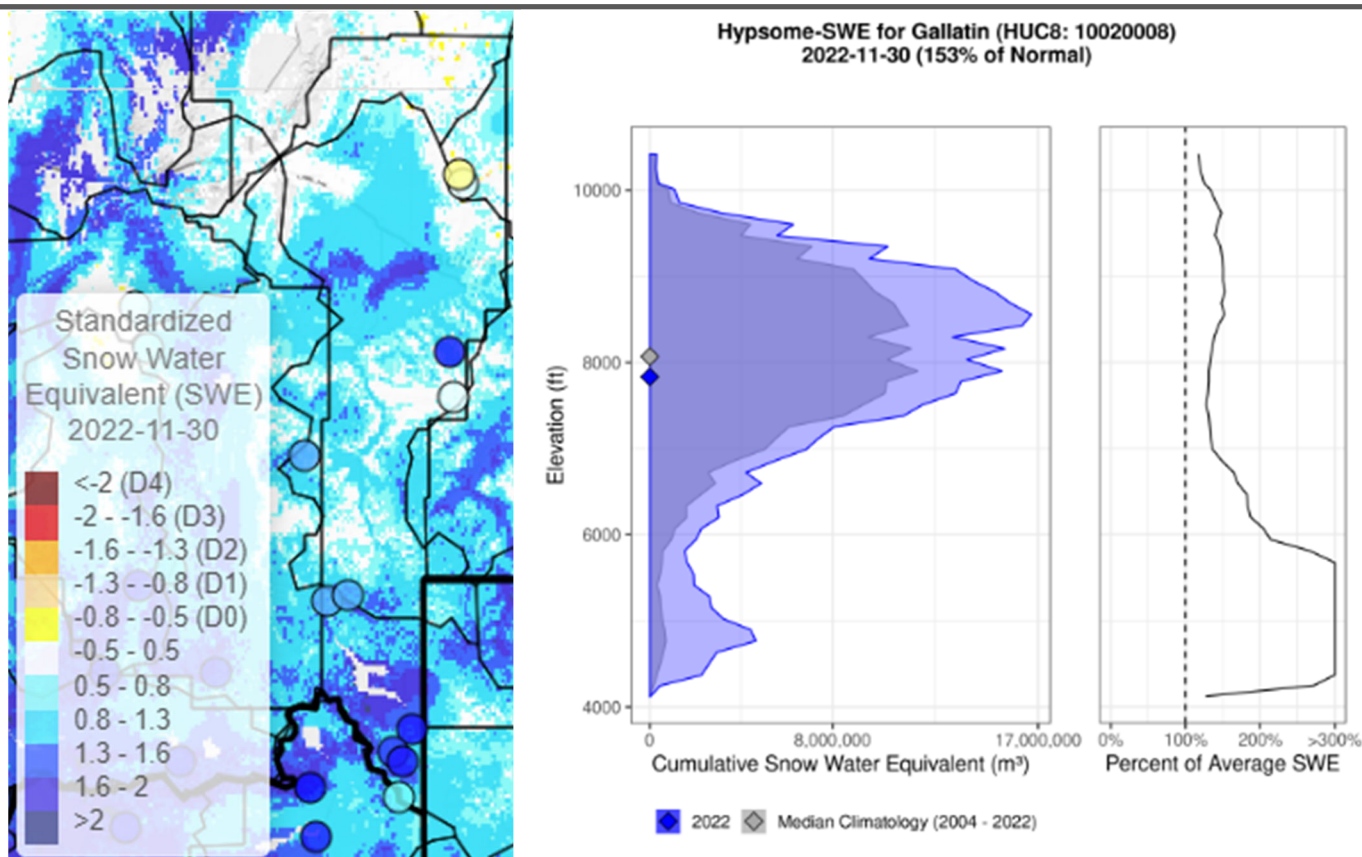 Hypsome-SWE for Gallatin (HUC8: 10020008)
2022-11-30 (153% of Normal)
Standardized
Snow Water
Equivalent (SWE)
2022-11-30
<-2 (D4)
-2 - -1.6 (D3)
-1.6 - -1.3 (D2)
-1.3 - -0.8 (D1)
-0.8 - -0.5 (D0)
-0.5 - 0.5
0.5 - 0.8
0.8 - 1.3
1.3 - 1.6
1.6 - 2
>2
Elevation (ft)
10000
8000
6000
4000
0 8,000,000 17,000,000
Cumulative Snow Water Equivalent (m³)
0% 100% 200% >300%
Percent of Average SWE
2022 Median Climatology (2004 - 2022)